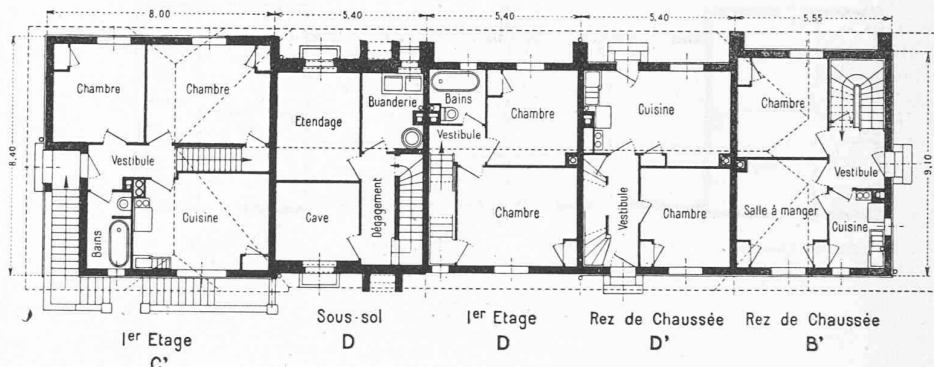 8,00 5,40 5,40 5,40 5,55
8,40
Chambre
Chambre
Vestibule
Bains
Cuisine
Etendage
Buanderie
Cave
Dégagement
Bains
Chambre
Vestibule
Chambre
Cuisine
Vestibule
Chambre
Chambre
Vestibule
Salle à manger
Cuisine
9,10
1er Etage
C'
Sous-sol
D
1er Etage
D
Rez de Chaussée
D'
Rez de Chaussée
B'